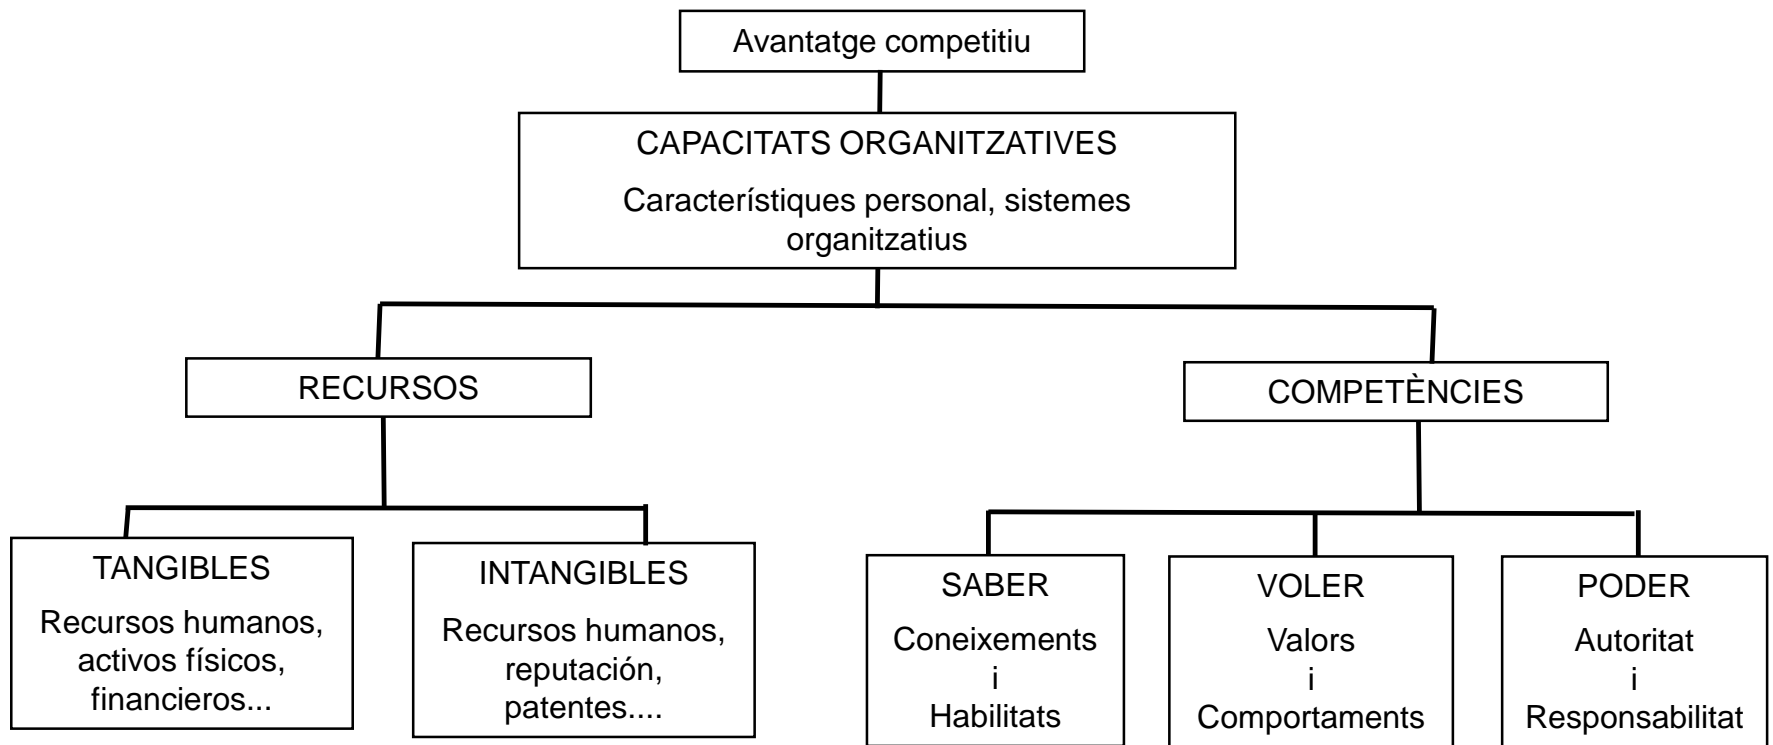 Avantatge competitiu
CAPACITATS ORGANITZATIVES
Característiques personal, sistemes
organitzatius
RECURSOS
COMPETÈNCIES
TANGIBLES
Recursos humanos,
activos físicos,
financieros...
INTANGIBLES
Recursos humanos,
reputación,
patentes....
SABER
Coneixements
i
Habilitats
VOLER
Valors
i
Comportaments
PODER
Autoritat
i
Responsabilitat